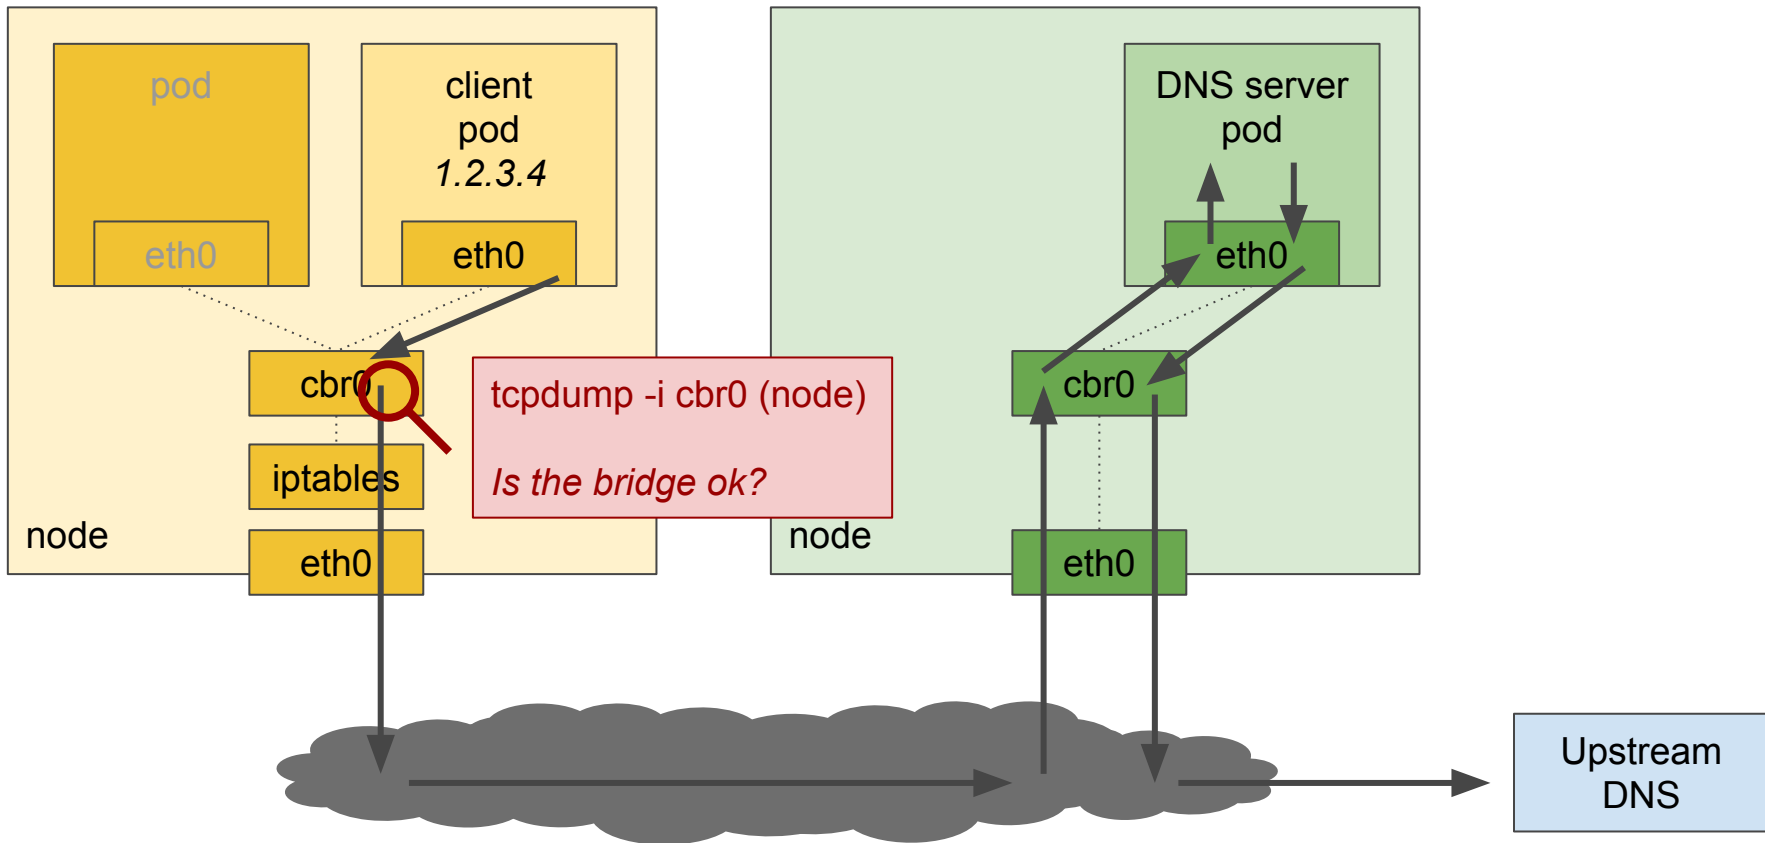 pod
eth0
client
pod
1.2.3.4
eth0
cbr0
iptables
eth0
node
tcpdump -i cbr0 (node)
Is the bridge ok?
DNS server
pod
eth0
cbr0
eth0
node
Upstream
DNS